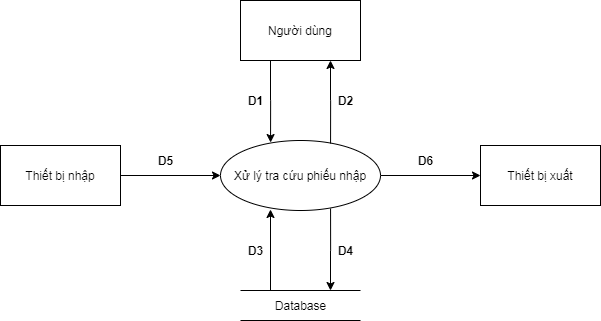 Người dùng
D1
D2
Thiết bị nhập
D5
Xử lý tra cứu phiếu nhập
D6
Thiết bị xuất
D3
D4
Database